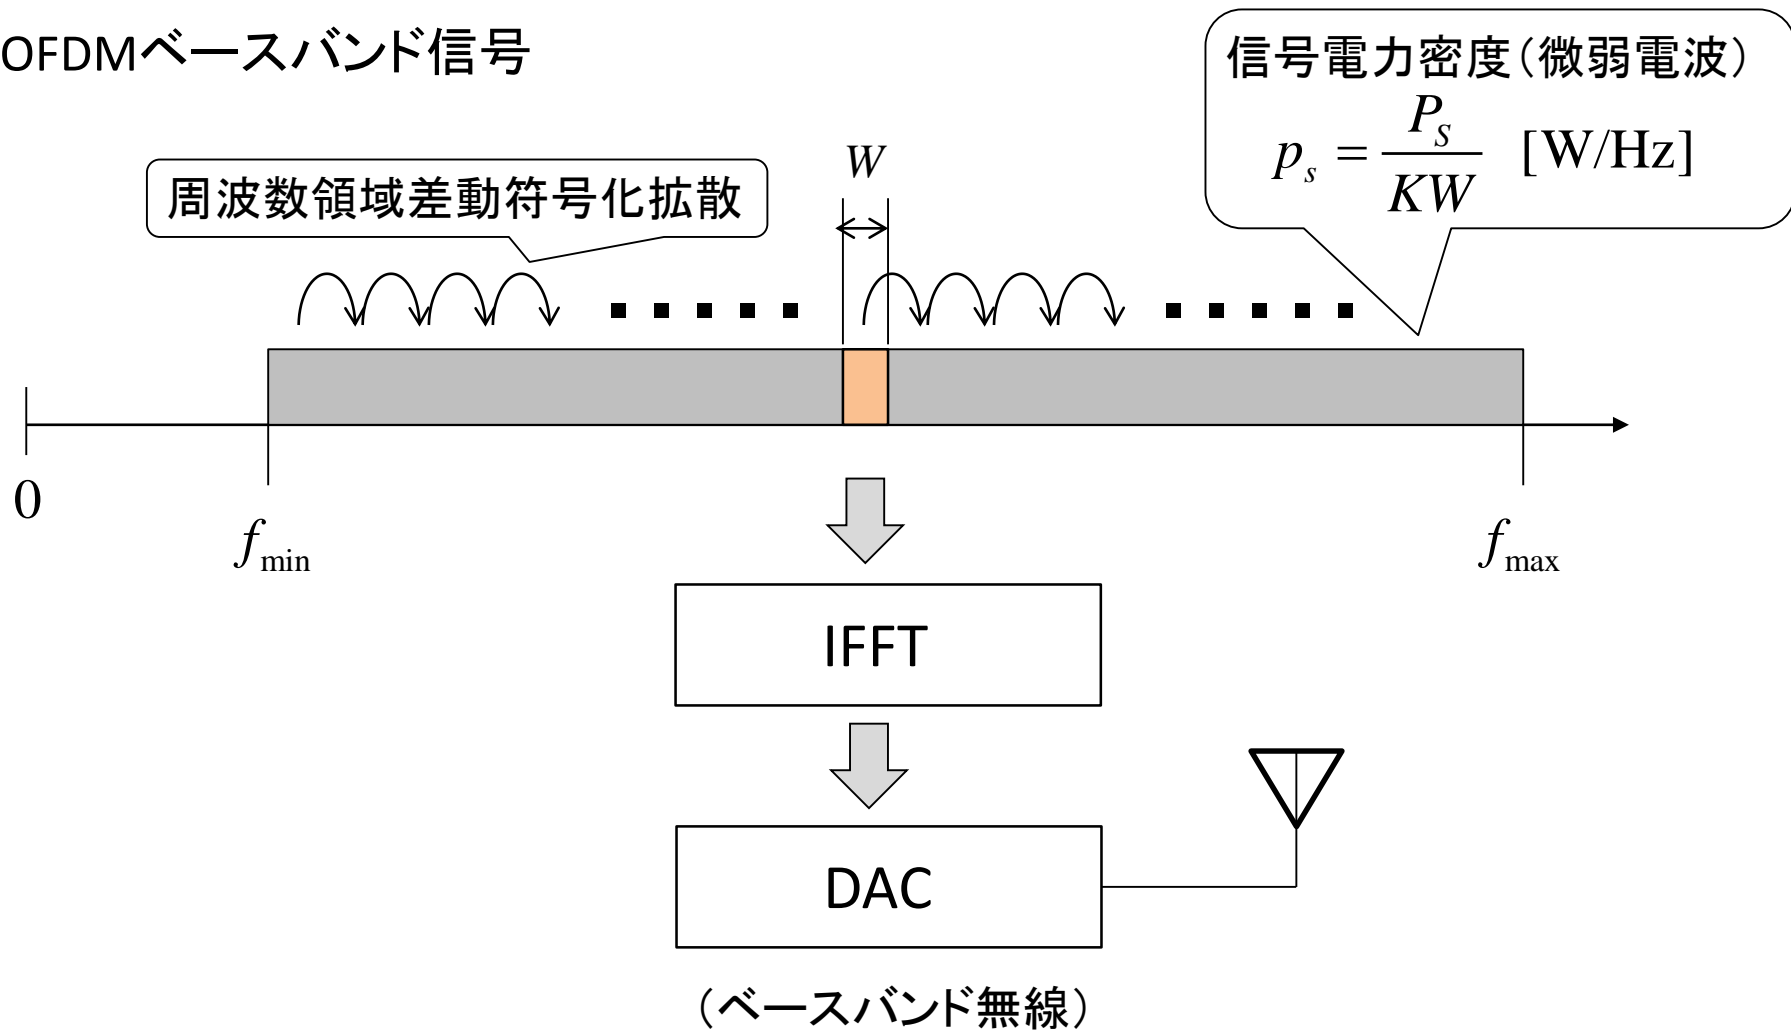 OFDMベースバンド信号
信号電力密度(微弱電波)
p_s = P_S / KW [W/Hz]
周波数領域差動符号化拡散
W
0
f_min
f_max
IFFT
DAC
(ベースバンド無線)